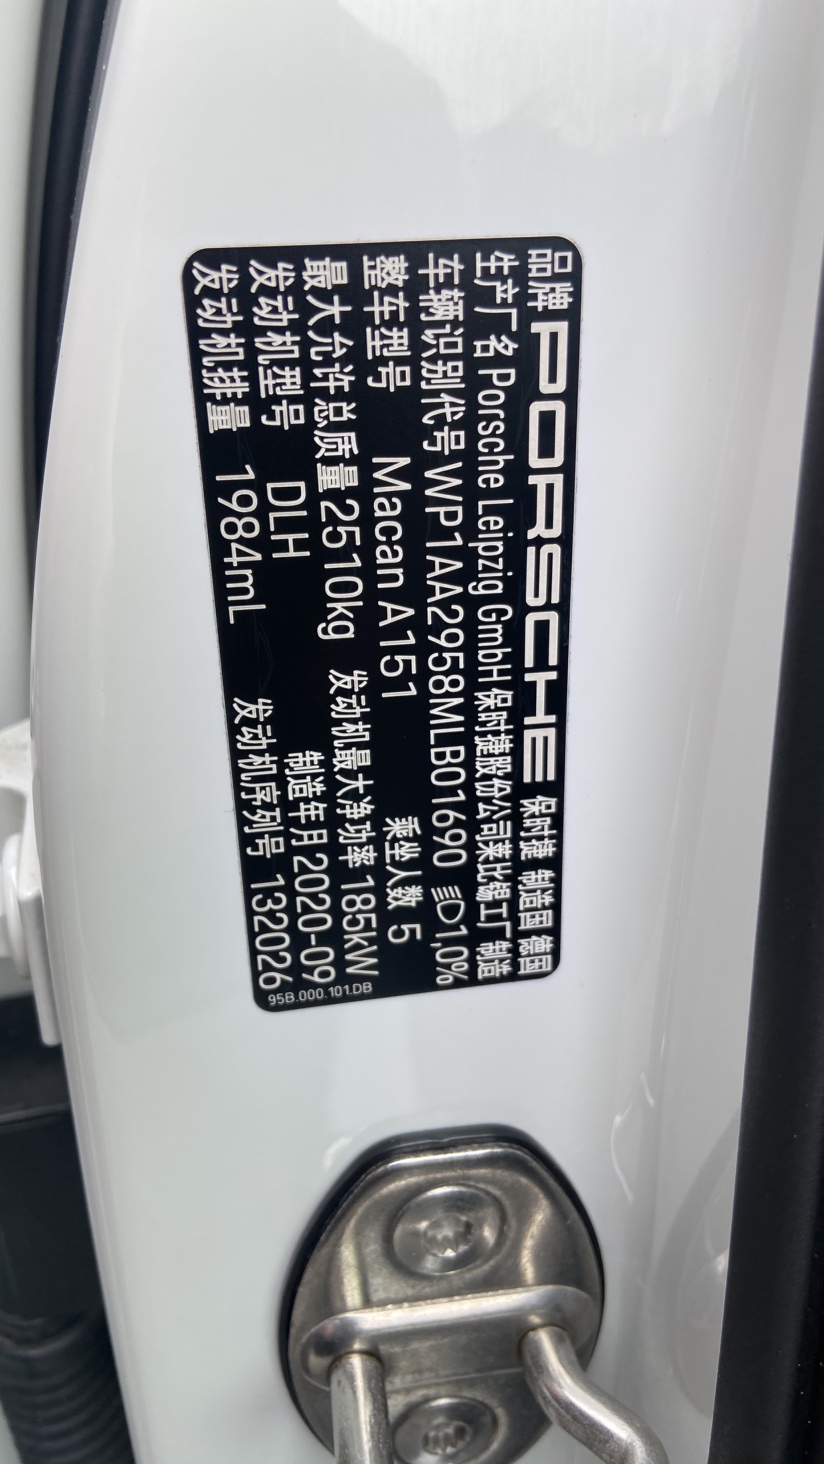 品牌 PORSCHE 保时捷 制造国 德国
生产厂名 Porsche Leipzig GmbH 保时捷股份公司莱比锡工厂制造
车辆识别代号 WP1AA2958MLB01690 1,0%
整车型号 Macan A151 乘坐人数 5
最大允许总质量 2510kg 发动机最大净功率 185kW
发动机型号 DLH 制造年月 2020-09
发动机排量 1984mL 发动机序列号 132026
95B.000.101.DB